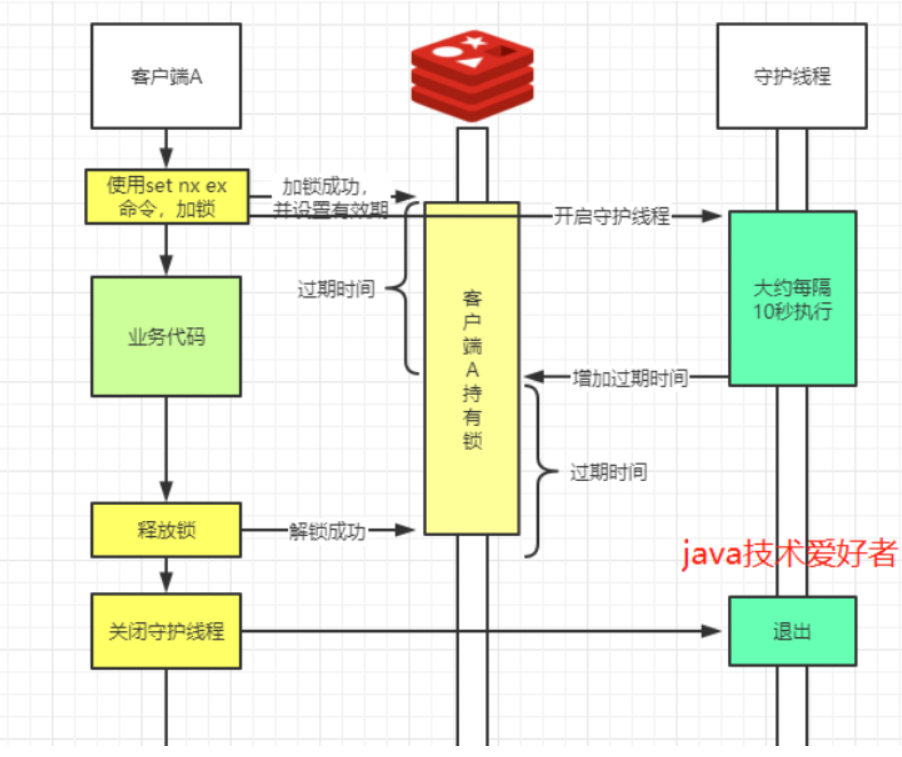 客户端A
守护线程
使用set nx ex
命令，加锁
加锁成功，
并设置有效期
开启守护线程
过期时间
大约每隔
10秒执行
业务代码
客
户
端
A
持
有
锁
增加过期时间
过期时间
释放锁
解锁成功
java技术爱好者
关闭守护线程
退出